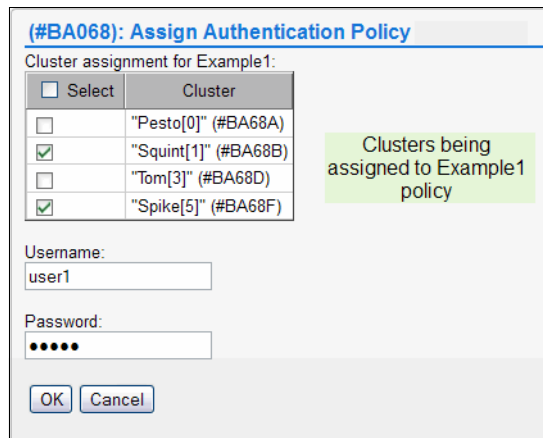 (#BA068): Assign Authentication Policy
Cluster assignment for Example1:
Select Cluster
"Pesto[0]" (#BA68A)
"Squint[1]" (#BA68B)
"Tom[3]" (#BA68D)
"Spike[5]" (#BA68F)
Clusters being
assigned to Example1
policy
Username:
user1
Password:
●●●●●
OK Cancel